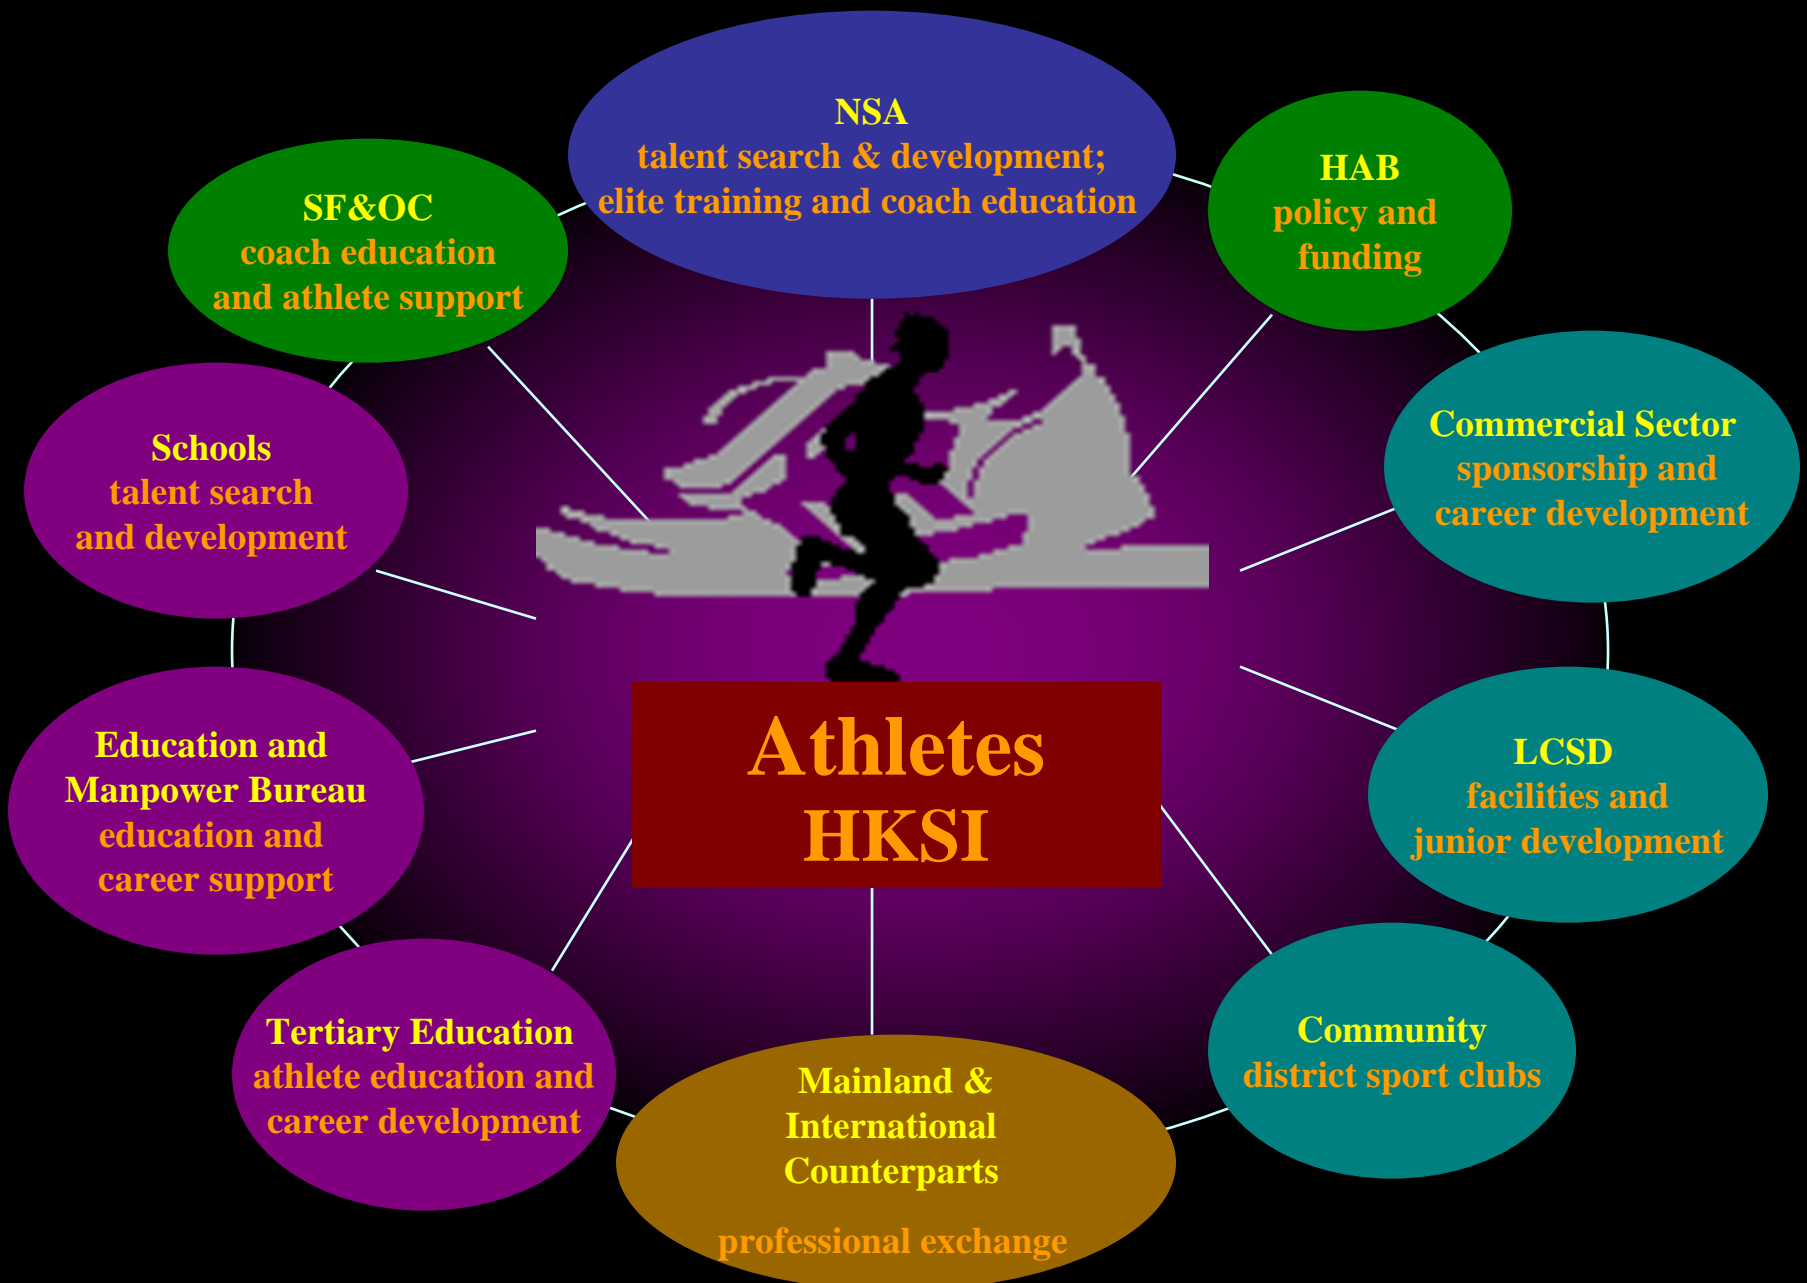 NSA
talent search & development;
elite training and coach education
HAB
policy and
funding
SF&OC
coach education
and athlete support
Commercial Sector
sponsorship and
career development
Schools
talent search
and development
Athletes
HKSI
Education and
Manpower Bureau
education and
career support
LCSD
facilities and
junior development
Tertiary Education
athlete education and
career development
Community
district sport clubs
Mainland &
International
Counterparts
professional exchange